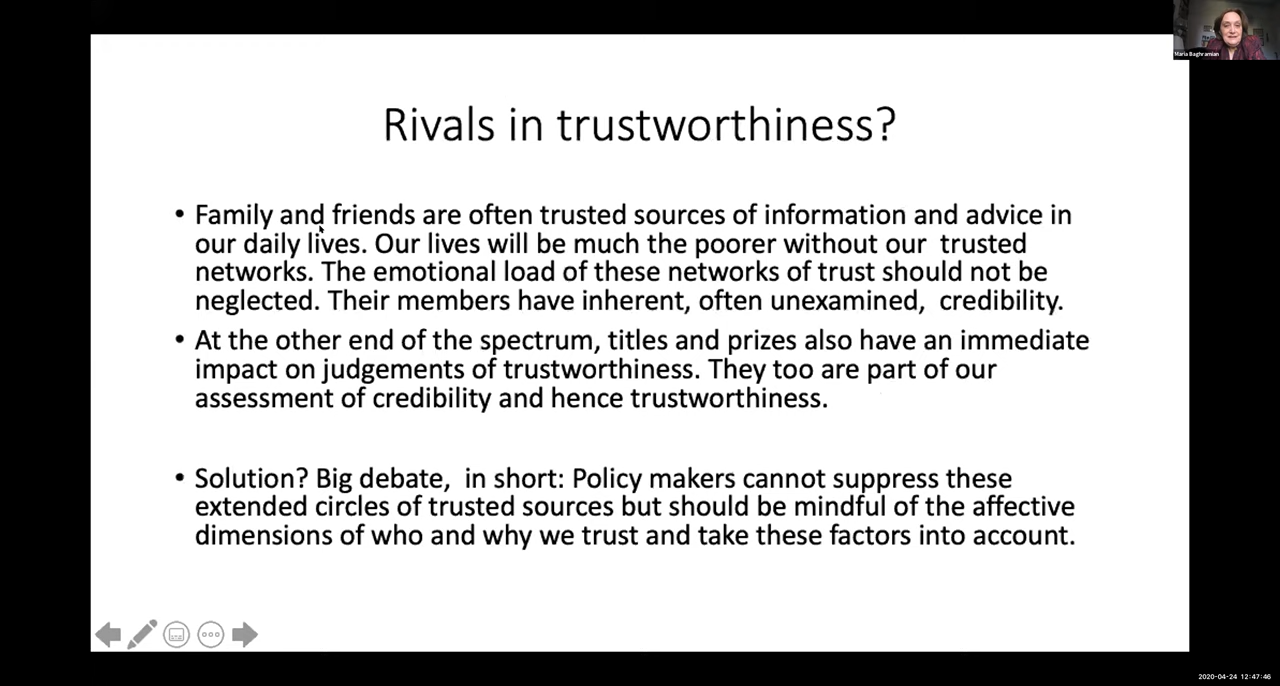 Maria Baghramian
Rivals in trustworthiness?
• Family and friends are often trusted sources of information and advice in
our daily lives. Our lives will be much the poorer without our  trusted
networks. The emotional load of these networks of trust should not be
neglected. Their members have inherent, often unexamined,  credibility.
• At the other end of the spectrum, titles and prizes also have an immediate
impact on judgements of trustworthiness. They too are part of our
assessment of credibility and hence trustworthiness.
• Solution? Big debate,  in short: Policy makers cannot suppress these
extended circles of trusted sources but should be mindful of the affective
dimensions of who and why we trust and take these factors into account.
2020-04-24 12:47:46